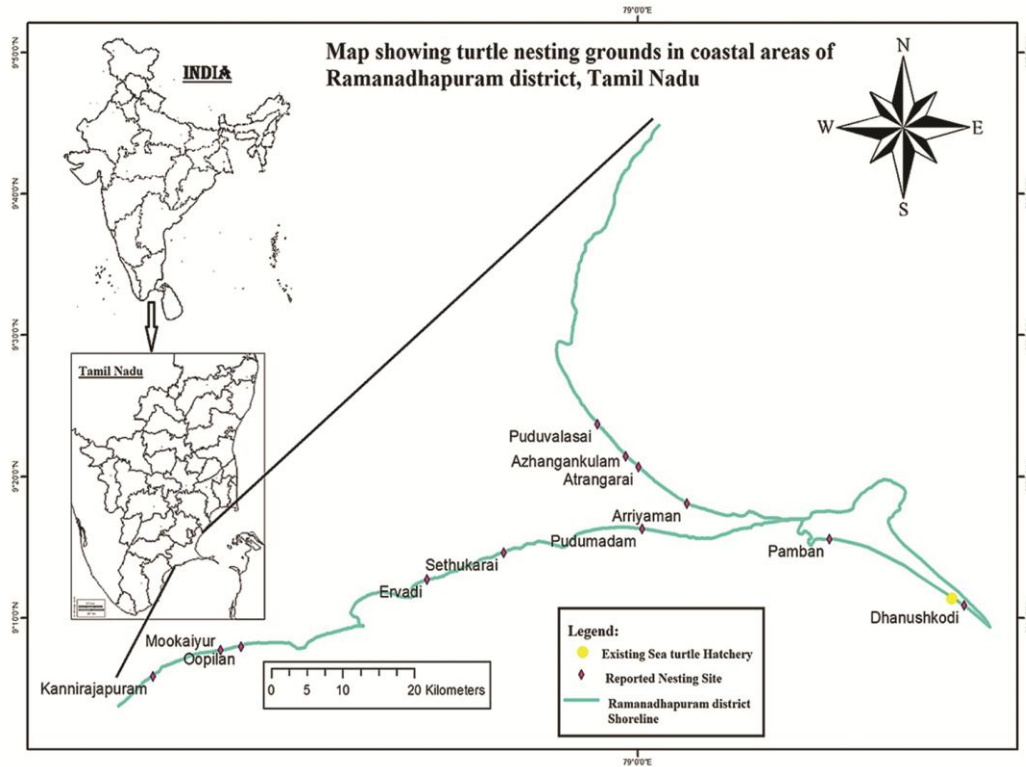 79°0'0"E
Map showing turtle nesting grounds in coastal areas of
Ramanadhapuram district, Tamil Nadu
INDIA
N
W E
S
Tamil Nadu
Puduvalasai
Azhangankulam
Atrangarai
Arriyaman
Pudumadam
Pamban
Sethukarai
Ervadi
Dhanushkodi
Mookaiyur
Oopilan
Kannirajapuram
0 5 10 20 Kilometers
Legend:
Existing Sea turtle Hatchery
Reported Nesting Site
Ramanadhapuram district
Shoreline
79°0'0"E